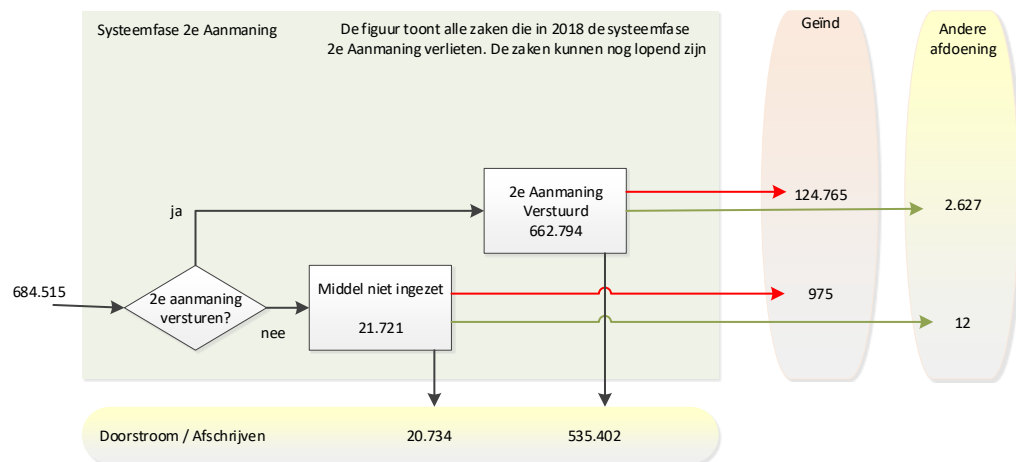 Systeemfase 2e Aanmaning
De figuur toont alle zaken die in 2018 de systeemfase
2e Aanmaning verlieten. De zaken kunnen nog lopend zijn
Geïnd
Andere
afdoening
ja
2e Aanmaning
Verstuurd
662.794
124.765
2.627
684.515
2e aanmaning
versturen?
nee
Middel niet ingezet
21.721
975
12
Doorstroom / Afschrijven
20.734
535.402